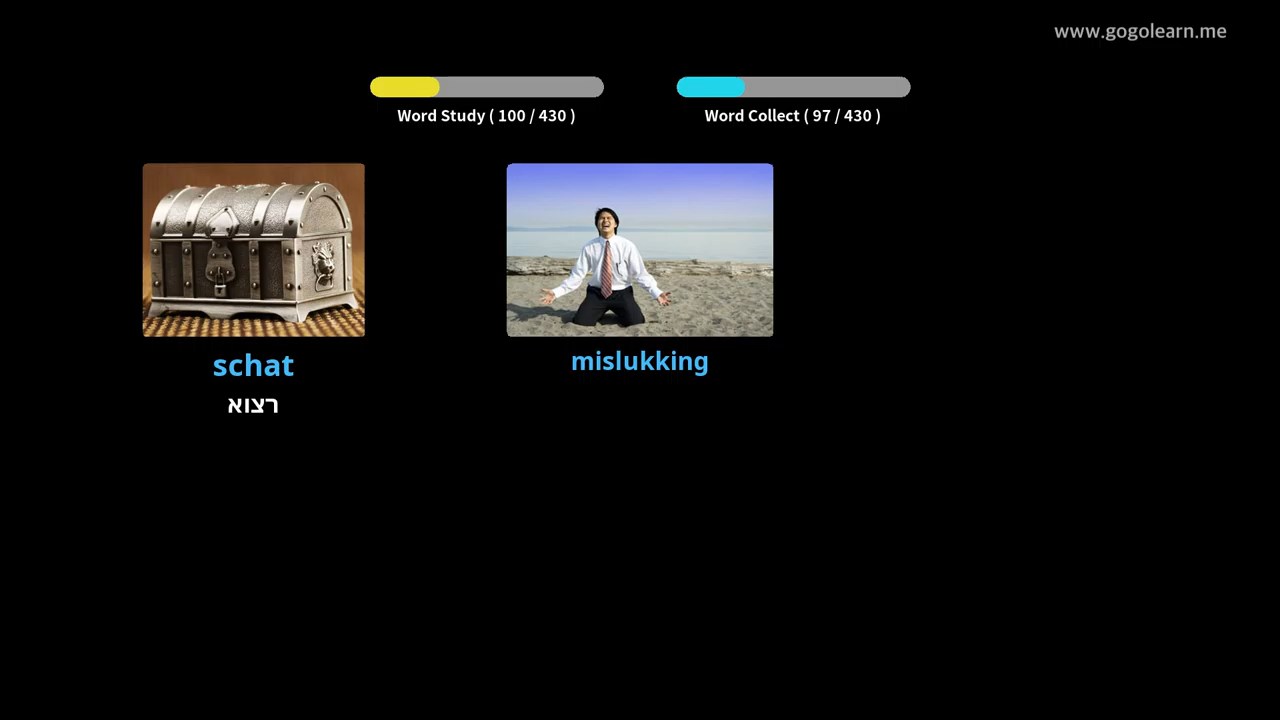 www.gogolearn.me
Word Study ( 100 / 430 )
Word Collect ( 97 / 430 )
schat
רצוא
mislukking